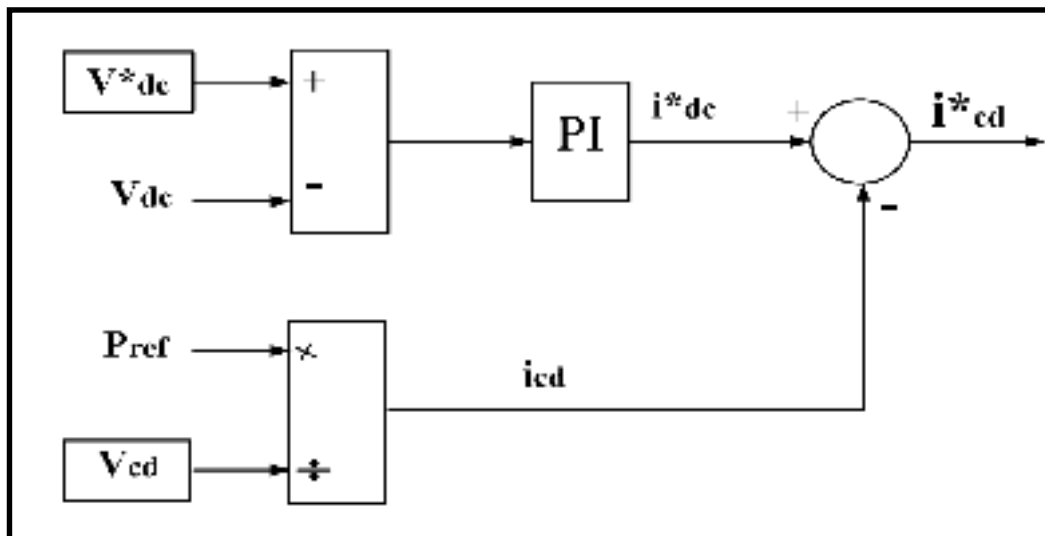 V*dc
+
-
Vdc
PI
i*dc
+
-
i*cd
Pref
×
Vcd
÷
icd